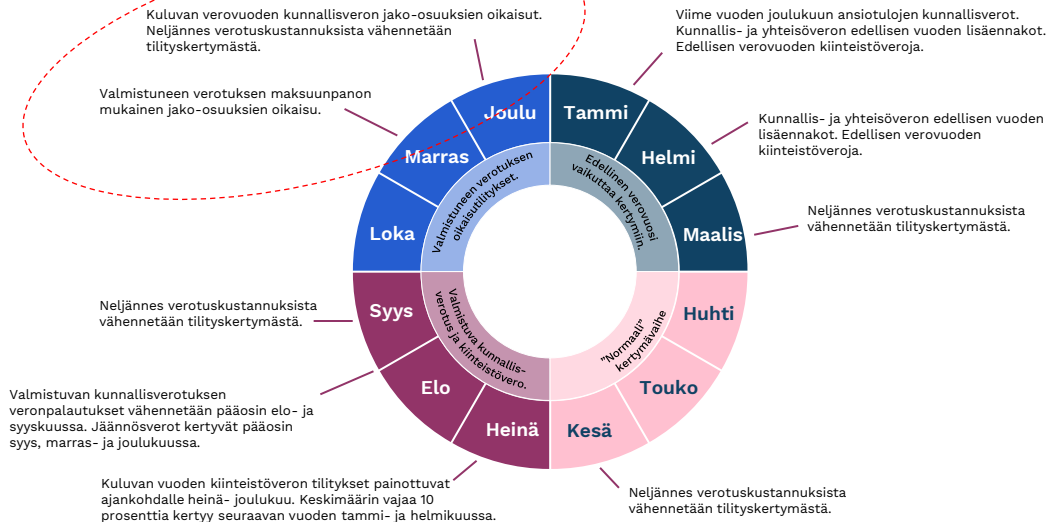 Kuluvan verovuoden kunnallisveron jako-osuuksien oikaisut.
Neljännes verotuskustannuksista vähennetään
tilityskertymästä.
Viime vuoden joulukuun ansiotulojen kunnallisverot.
Kunnallis- ja yhteisöveron edellisen vuoden lisäennakot.
Edellisen verovuoden kiinteistöveroja.
Valmistuneen verotuksen maksuunpanon
mukainen jako-osuuksien oikaisu.
Kunnallis- ja yhteisöveron edellisen vuoden
lisäennakot. Edellisen verovuoden
kiinteistöveroja.
Neljännes verotuskustannuksista
vähennetään tilityskertymästä.
Joulu
Tammi
Marras
Helmi
Loka
Maalis
Valmistuneen verotuksen
oikaisutilitykset.
Edellinen verovuosi
vaikuttaa kertymiin.
Syys
Huhti
Valmistuva kunnallis-
verotus ja kiinteistövero.
"Normaali"
kertymävaihe
Elo
Touko
Heinä
Kesä
Neljännes verotuskustannuksista
vähennetään tilityskertymästä.
Valmistuvan kunnallisverotuksen
veronpalautukset vähennetään pääosin elo- ja
syyskuussa. Jäännösverot kertyvät pääosin
syys, marras- ja joulukuussa.
Kuluvan vuoden kiinteistöveron tilitykset painottuvat
ajankohdalle heinä- joulukuu. Keskimäärin vajaa 10
prosenttia kertyy seuraavan vuoden tammi- ja helmikuussa.
Neljännes verotuskustannuksista
vähennetään tilityskertymästä.